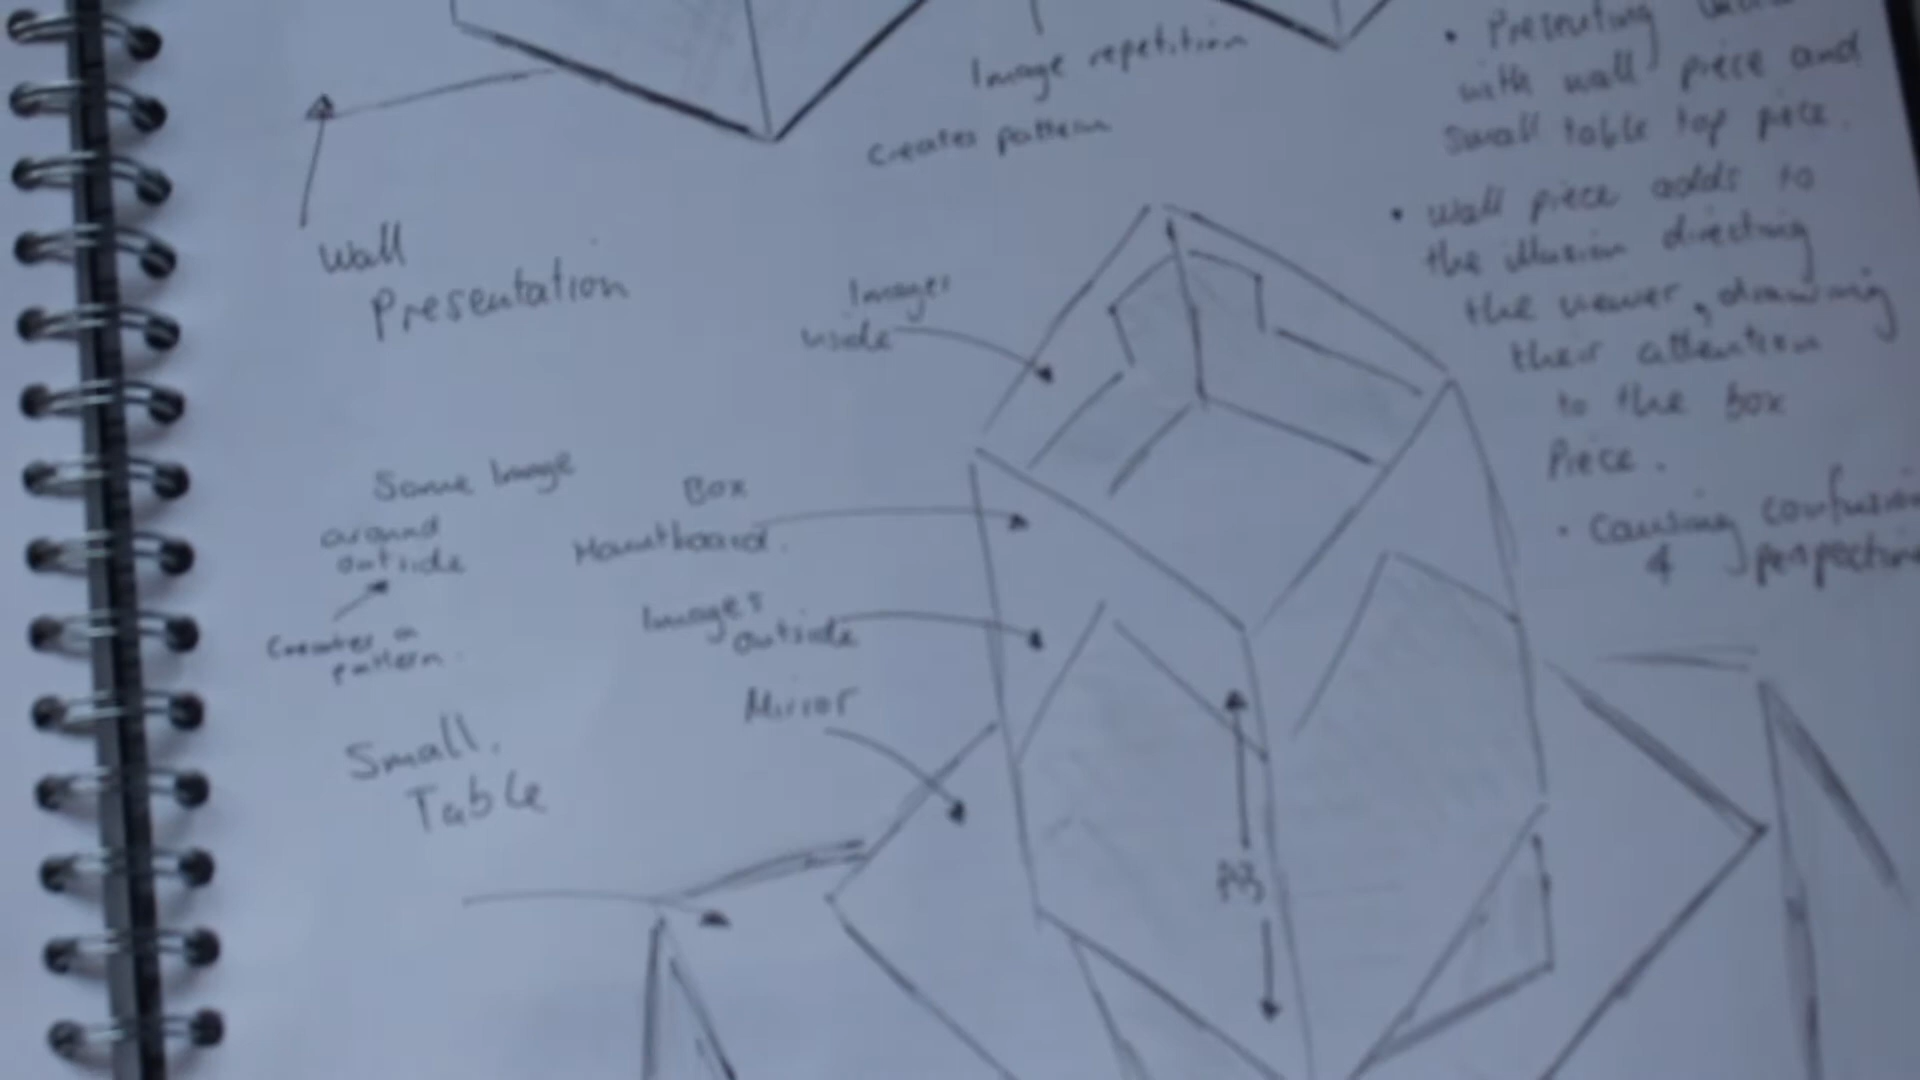 Image repetition
creates pattern
Wall
Presentation
Images
inside
Same Image
around
outside
Creates a
pattern.
Box
Mountboard.
Images
outside
Mirror
Small.
Table
A3
• Presenting
with wall piece and
small table top piece.
• Wall piece adds to
the illusion directing
the viewer, drawing
their attention
to the box
Piece.
• Causing confusion
& perspective